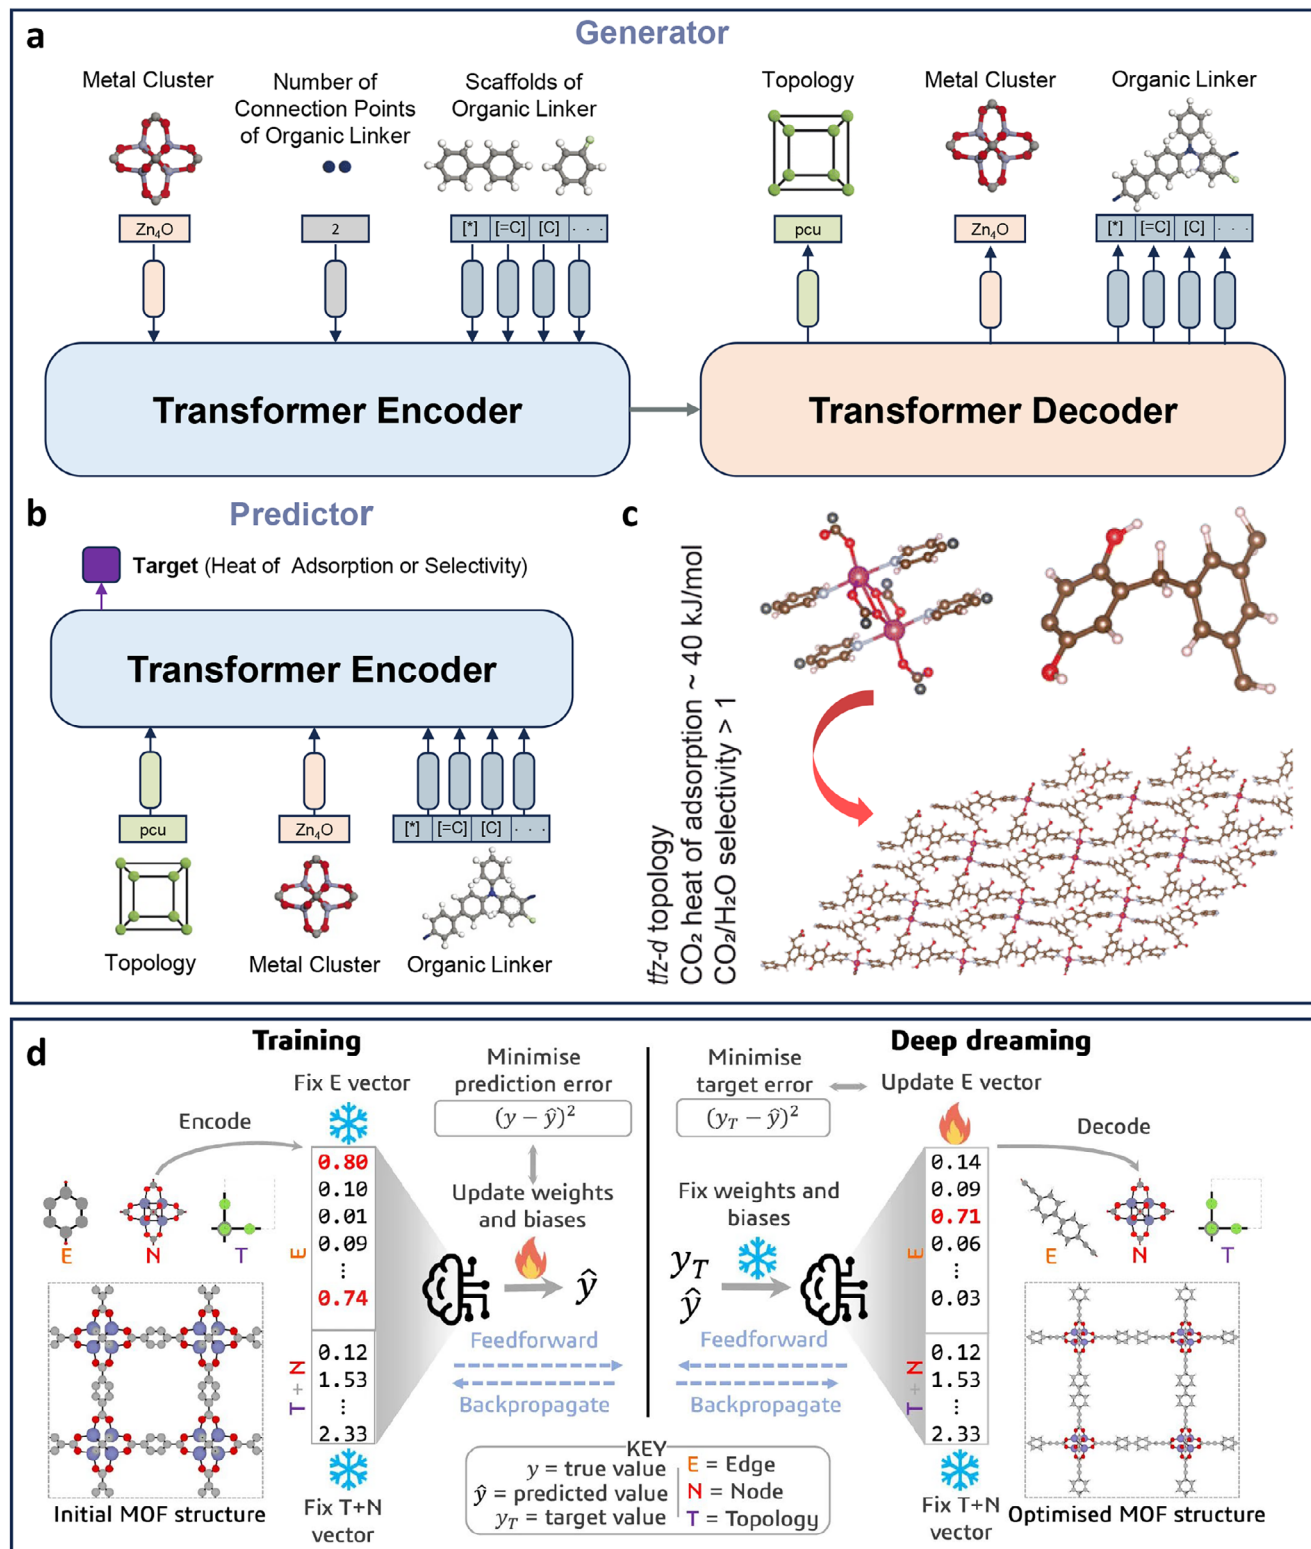 a
Generator
Metal Cluster
Number of
Connection Points
of Organic Linker
Scaffolds of
Organic Linker
Topology
Metal Cluster
Organic Linker
Zn₄O
2
[*] [=C] [C] . . .
pcu
Zn₄O
[*] [=C] [C] . . .
Transformer Encoder
Transformer Decoder
b
Predictor
Target (Heat of Adsorption or Selectivity)
Transformer Encoder
pcu
Zn₄O
[*] [=C] [C] . . .
Topology
Metal Cluster
Organic Linker
c
tfz-d topology
CO₂ heat of adsorption ~ 40 kJ/mol
CO₂/H₂O selectivity > 1
d
Training
Fix E vector
Encode
Minimise
prediction error
(y − ŷ)²
Update weights
and biases
E
N
T
E
0.80
0.10
0.01
0.09
⋮
0.74
T + N
0.12
1.53
⋮
2.33
ŷ
Feedforward
Backpropagate
Initial MOF structure
Fix T+N
vector
Deep dreaming
Minimise
target error
(y_T − ŷ)²
Update E vector
Decode
Fix weights and
biases
y_T
ŷ
Feedforward
Backpropagate
E
0.14
0.09
0.71
0.06
⋮
0.03
T + N
0.12
1.53
⋮
2.33
E
N
T
Fix T+N
vector
Optimised MOF structure
KEY
y = true value
ŷ = predicted value
y_T = target value
E = Edge
N = Node
T = Topology